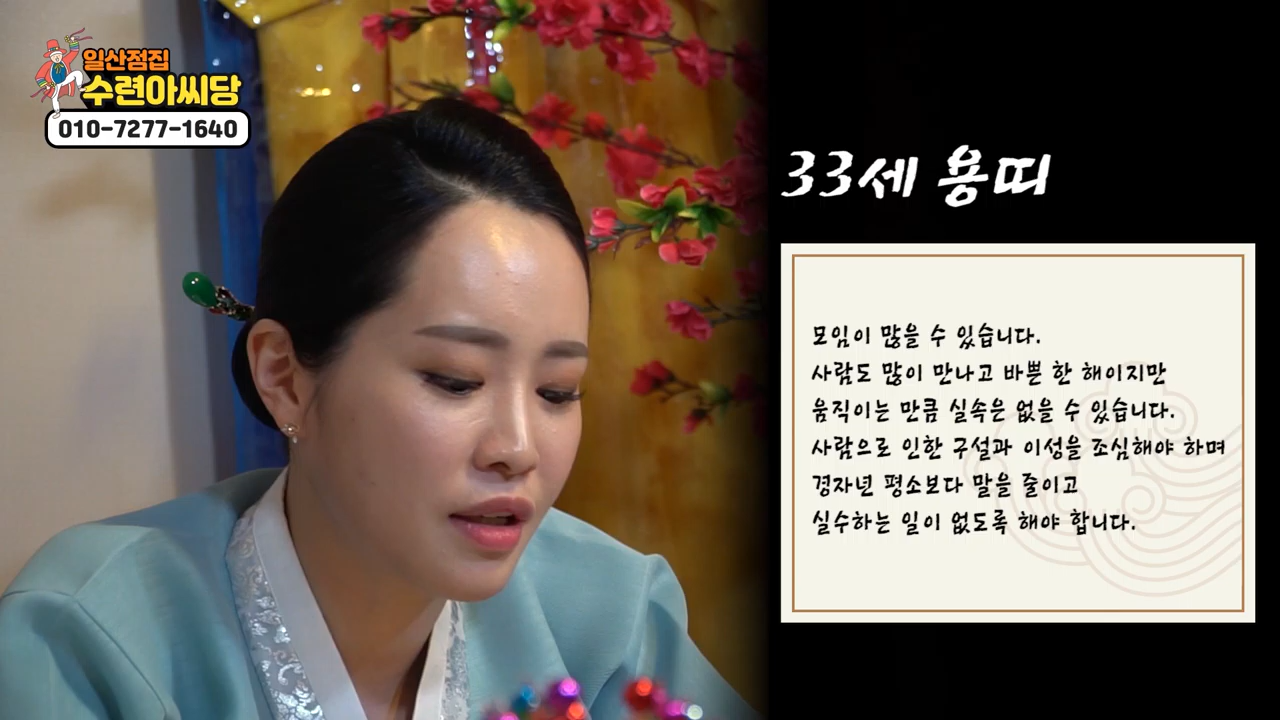 일산점집
수련아씨당
010-7277-1640
33세 용띠
모임이 많을 수 있습니다.
사람도 많이 만나고 바쁜 한 해이지만
움직이는 만큼 실속은 없을 수 있습니다.
사람으로 인한 구설과 이성을 조심해야 하며
경자년 평소보다 말을 줄이고
실수하는 일이 없도록 해야 합니다.